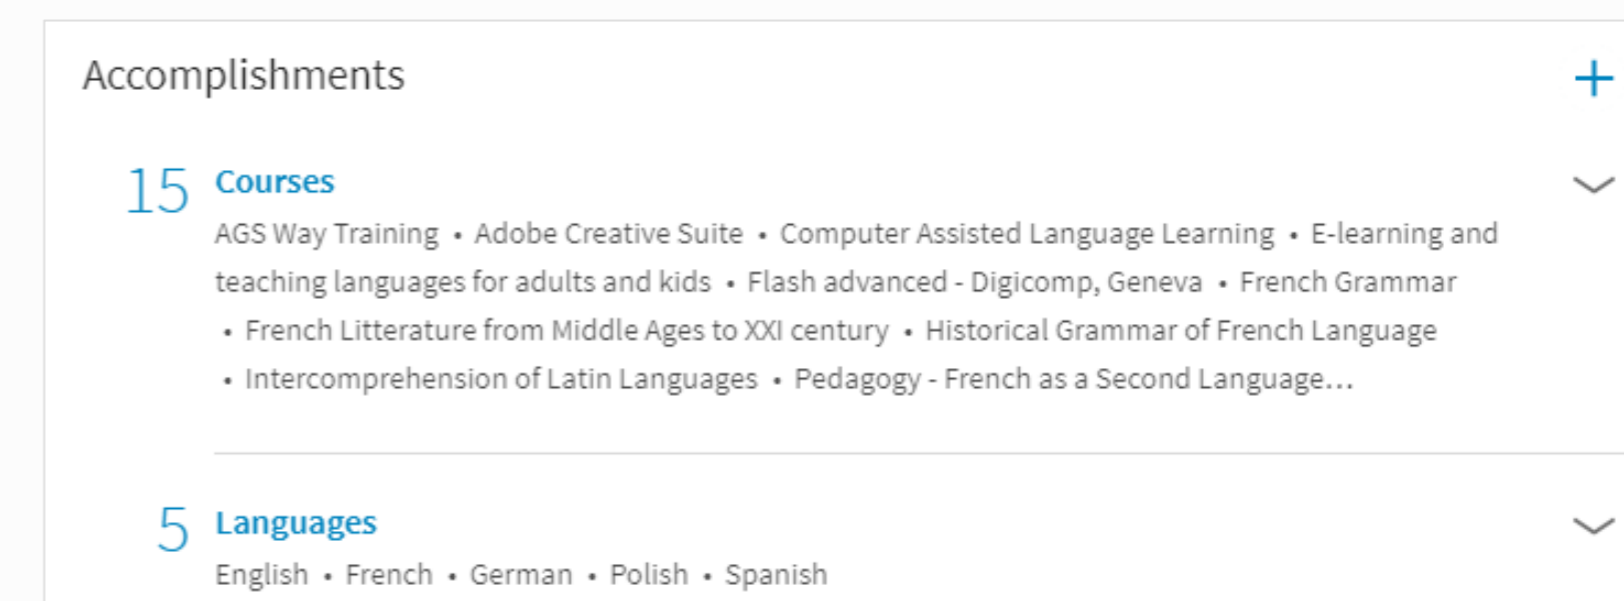 Accomplishments
15 Courses
AGS Way Training • Adobe Creative Suite • Computer Assisted Language Learning • E-learning and
teaching languages for adults and kids • Flash advanced - Digicomp, Geneva • French Grammar
• French Litterature from Middle Ages to XXI century • Historical Grammar of French Language
• Intercomprehension of Latin Languages • Pedagogy - French as a Second Language...
5 Languages
English • French • German • Polish • Spanish